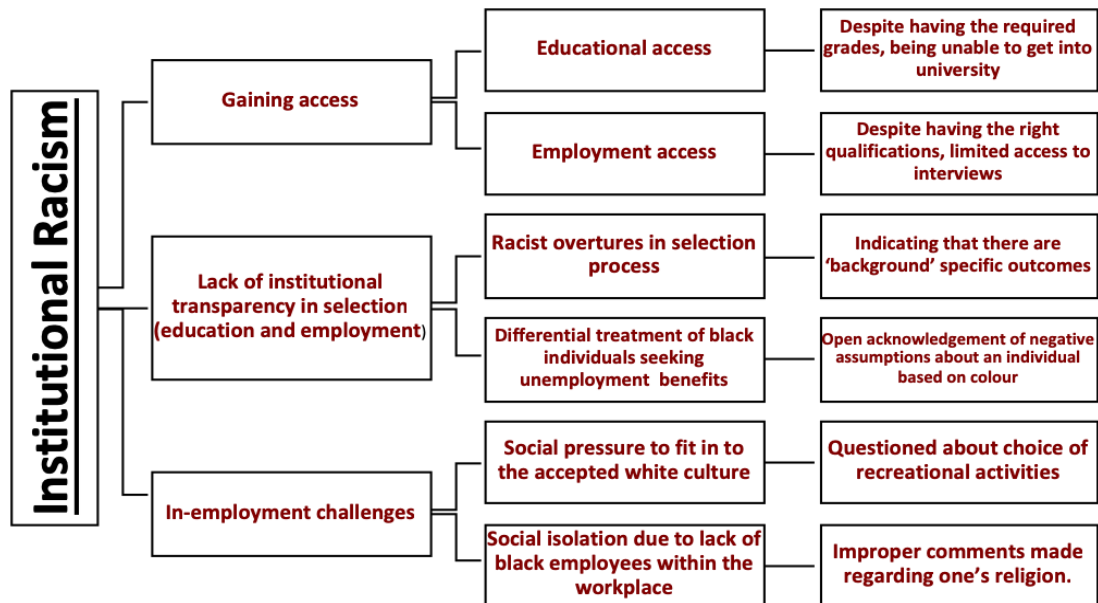 Institutional Racism
Gaining access
Educational access
Despite having the required
grades, being unable to get into
university
Employment access
Despite having the right
qualifications, limited access to
interviews
Lack of institutional
transparency in selection
(education and employment)
Racist overtures in selection
process
Indicating that there are
‘background’ specific outcomes
Differential treatment of black
individuals seeking
unemployment benefits
Open acknowledgement of negative
assumptions about an individual
based on colour
In-employment challenges
Social pressure to fit in to
the accepted white culture
Questioned about choice of
recreational activities
Social isolation due to lack of
black employees within the
workplace
Improper comments made
regarding one’s religion.